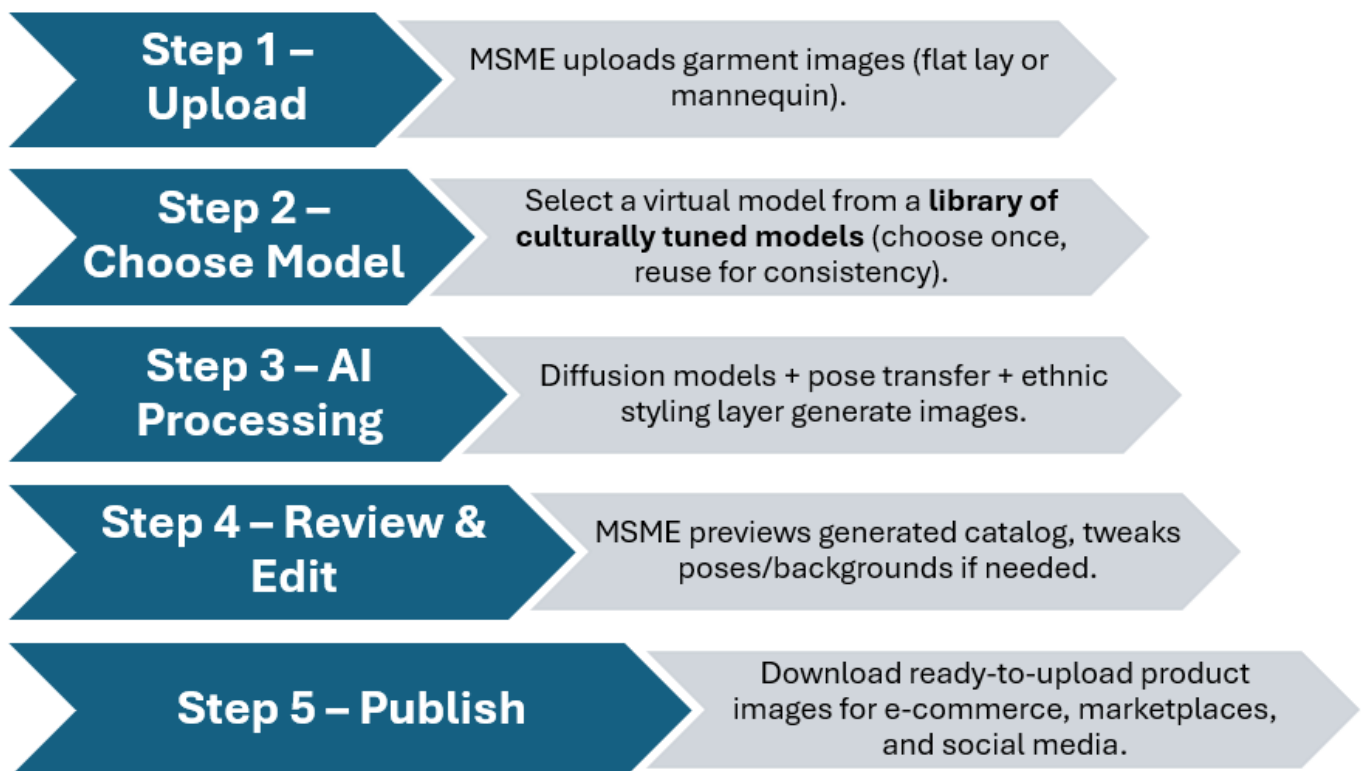 Step 1 –
Upload
MSME uploads garment images (flat lay or
mannequin).
Step 2 –
Choose Model
Select a virtual model from a library of
culturally tuned models (choose once,
reuse for consistency).
Step 3 – AI
Processing
Diffusion models + pose transfer + ethnic
styling layer generate images.
Step 4 – Review &
Edit
MSME previews generated catalog, tweaks
poses/backgrounds if needed.
Step 5 – Publish
Download ready-to-upload product
images for e-commerce, marketplaces,
and social media.